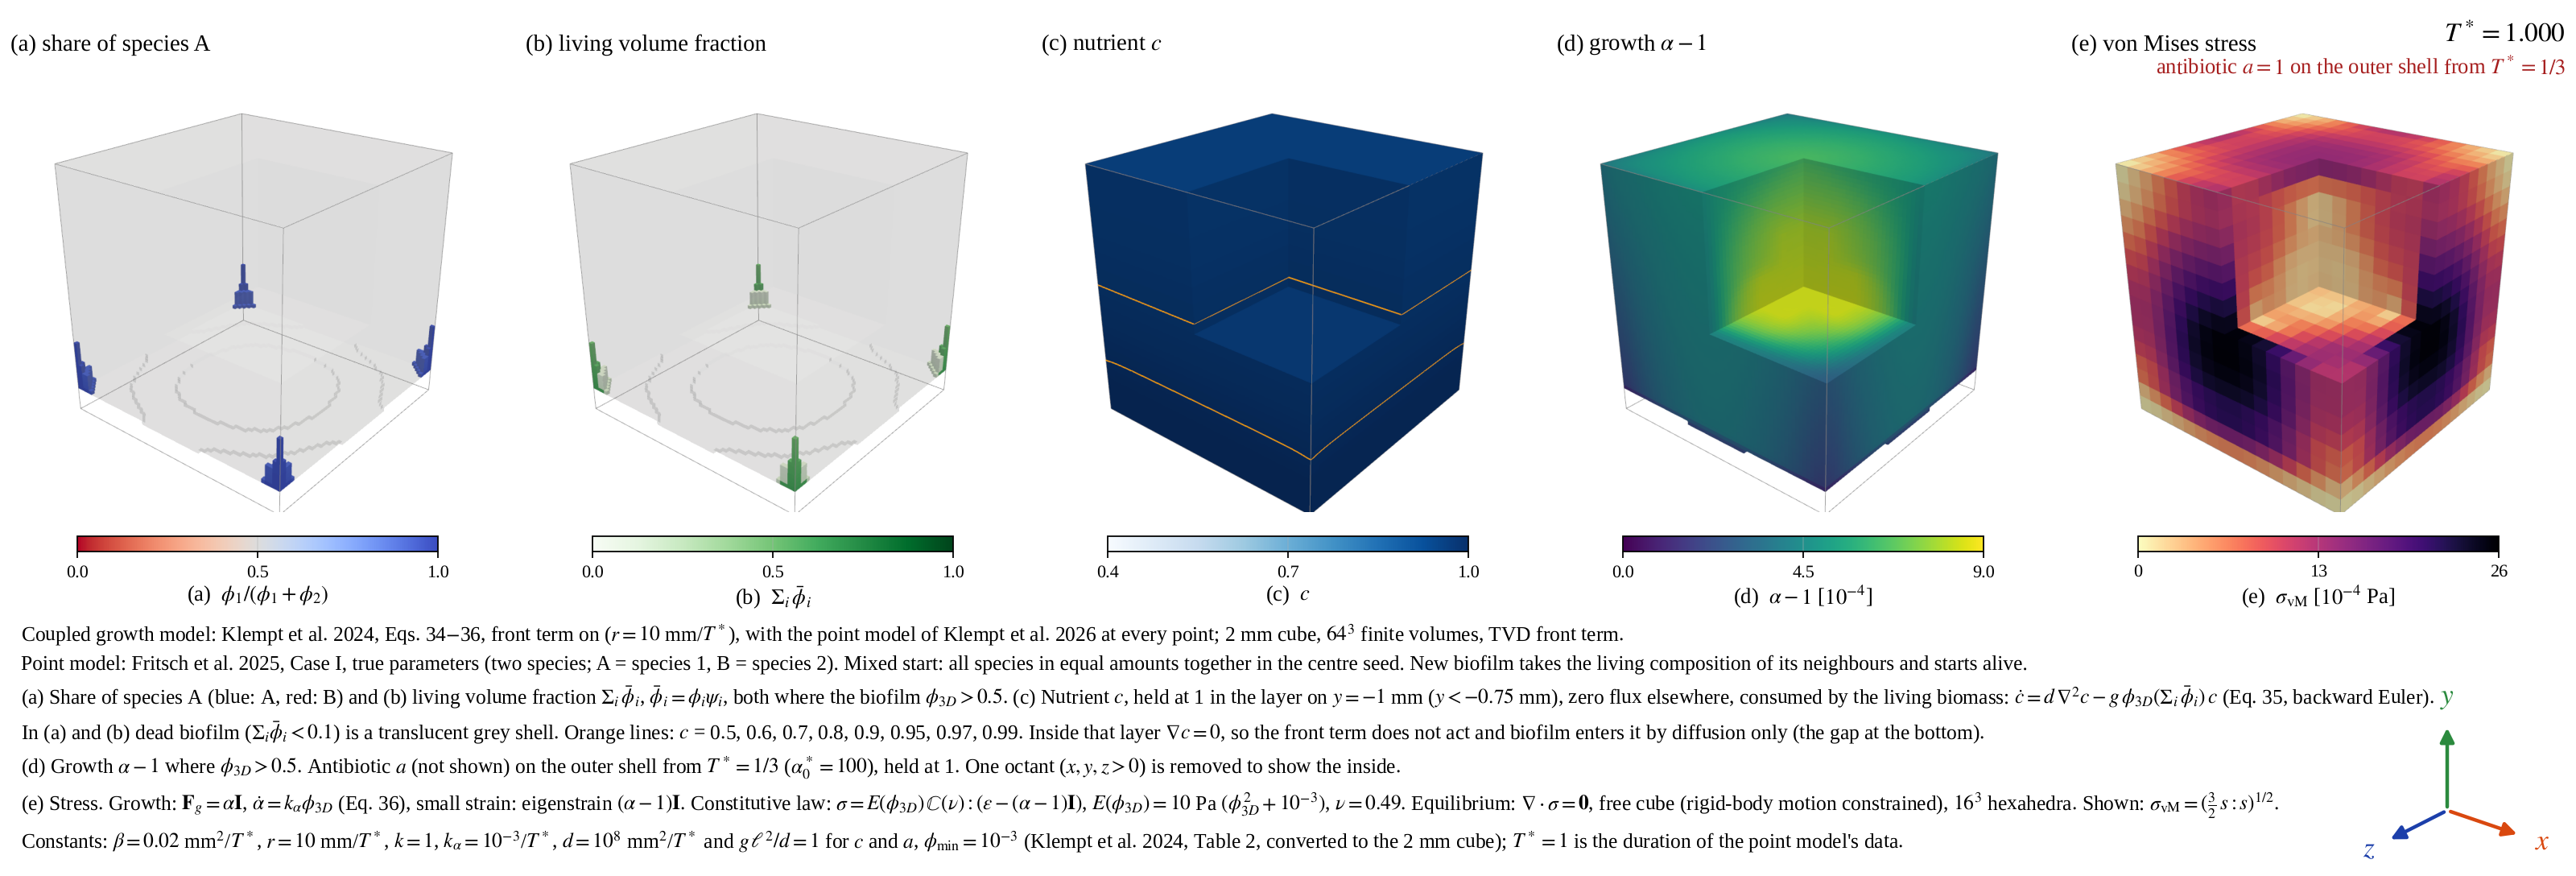 (a) share of species A
(b) living volume fraction
(c) nutrient c
(d) growth α − 1
(e) von Mises stress
T* = 1.000
antibiotic a = 1 on the outer shell from T* = 1/3
0.0 0.5 1.0
(a) ϕ₁/(ϕ₁ + ϕ₂)
0.0 0.5 1.0
(b) Σᵢ ϕ̄ᵢ
0.4 0.7 1.0
(c) c
0.0 4.5 9.0
(d) α − 1 [10⁻⁴]
0 13 26
(e) σ_vM [10⁻⁴ Pa]
Coupled growth model: Klempt et al. 2024, Eqs. 34–36, front term on (r = 10 mm/T*), with the point model of Klempt et al. 2026 at every point; 2 mm cube, 64³ finite volumes, TVD front term.
Point model: Fritsch et al. 2025, Case I, true parameters (two species; A = species 1, B = species 2). Mixed start: all species in equal amounts together in the centre seed. New biofilm takes the living composition of its neighbours and starts alive.
(a) Share of species A (blue: A, red: B) and (b) living volume fraction Σᵢ ϕ̄ᵢ, ϕ̄ᵢ = ϕᵢψᵢ, both where the biofilm ϕ₃D > 0.5. (c) Nutrient c, held at 1 in the layer on y = −1 mm (y < −0.75 mm), zero flux elsewhere, consumed by the living biomass: ċ = d ∇²c − g ϕ₃D(Σᵢ ϕ̄ᵢ) c (Eq. 35, backward Euler).
In (a) and (b) dead biofilm (Σᵢϕ̄ᵢ < 0.1) is a translucent grey shell. Orange lines: c = 0.5, 0.6, 0.7, 0.8, 0.9, 0.95, 0.97, 0.99. Inside that layer ∇c = 0, so the front term does not act and biofilm enters it by diffusion only (the gap at the bottom).
(d) Growth α − 1 where ϕ₃D > 0.5. Antibiotic a (not shown) on the outer shell from T* = 1/3 (α₀* = 100), held at 1. One octant (x, y, z > 0) is removed to show the inside.
(e) Stress. Growth: F_g = αI, α̇ = k_αϕ₃D (Eq. 36), small strain: eigenstrain (α − 1)I. Constitutive law: σ = E(ϕ₃D)ℂ(ν) : (ε − (α − 1)I), E(ϕ₃D) = 10 Pa (ϕ₃D² + 10⁻³), ν = 0.49. Equilibrium: ∇ · σ = 0, free cube (rigid-body motion constrained), 16³ hexahedra. Shown: σ_vM = (3/2 s : s)^1/2.
Constants: β = 0.02 mm²/T*, r = 10 mm/T*, k = 1, k_α = 10⁻³/T*, d = 10⁸ mm²/T* and gℓ²/d = 1 for c and a, ϕ_min = 10⁻³ (Klempt et al. 2024, Table 2, converted to the 2 mm cube); T* = 1 is the duration of the point model's data.
y
z
x